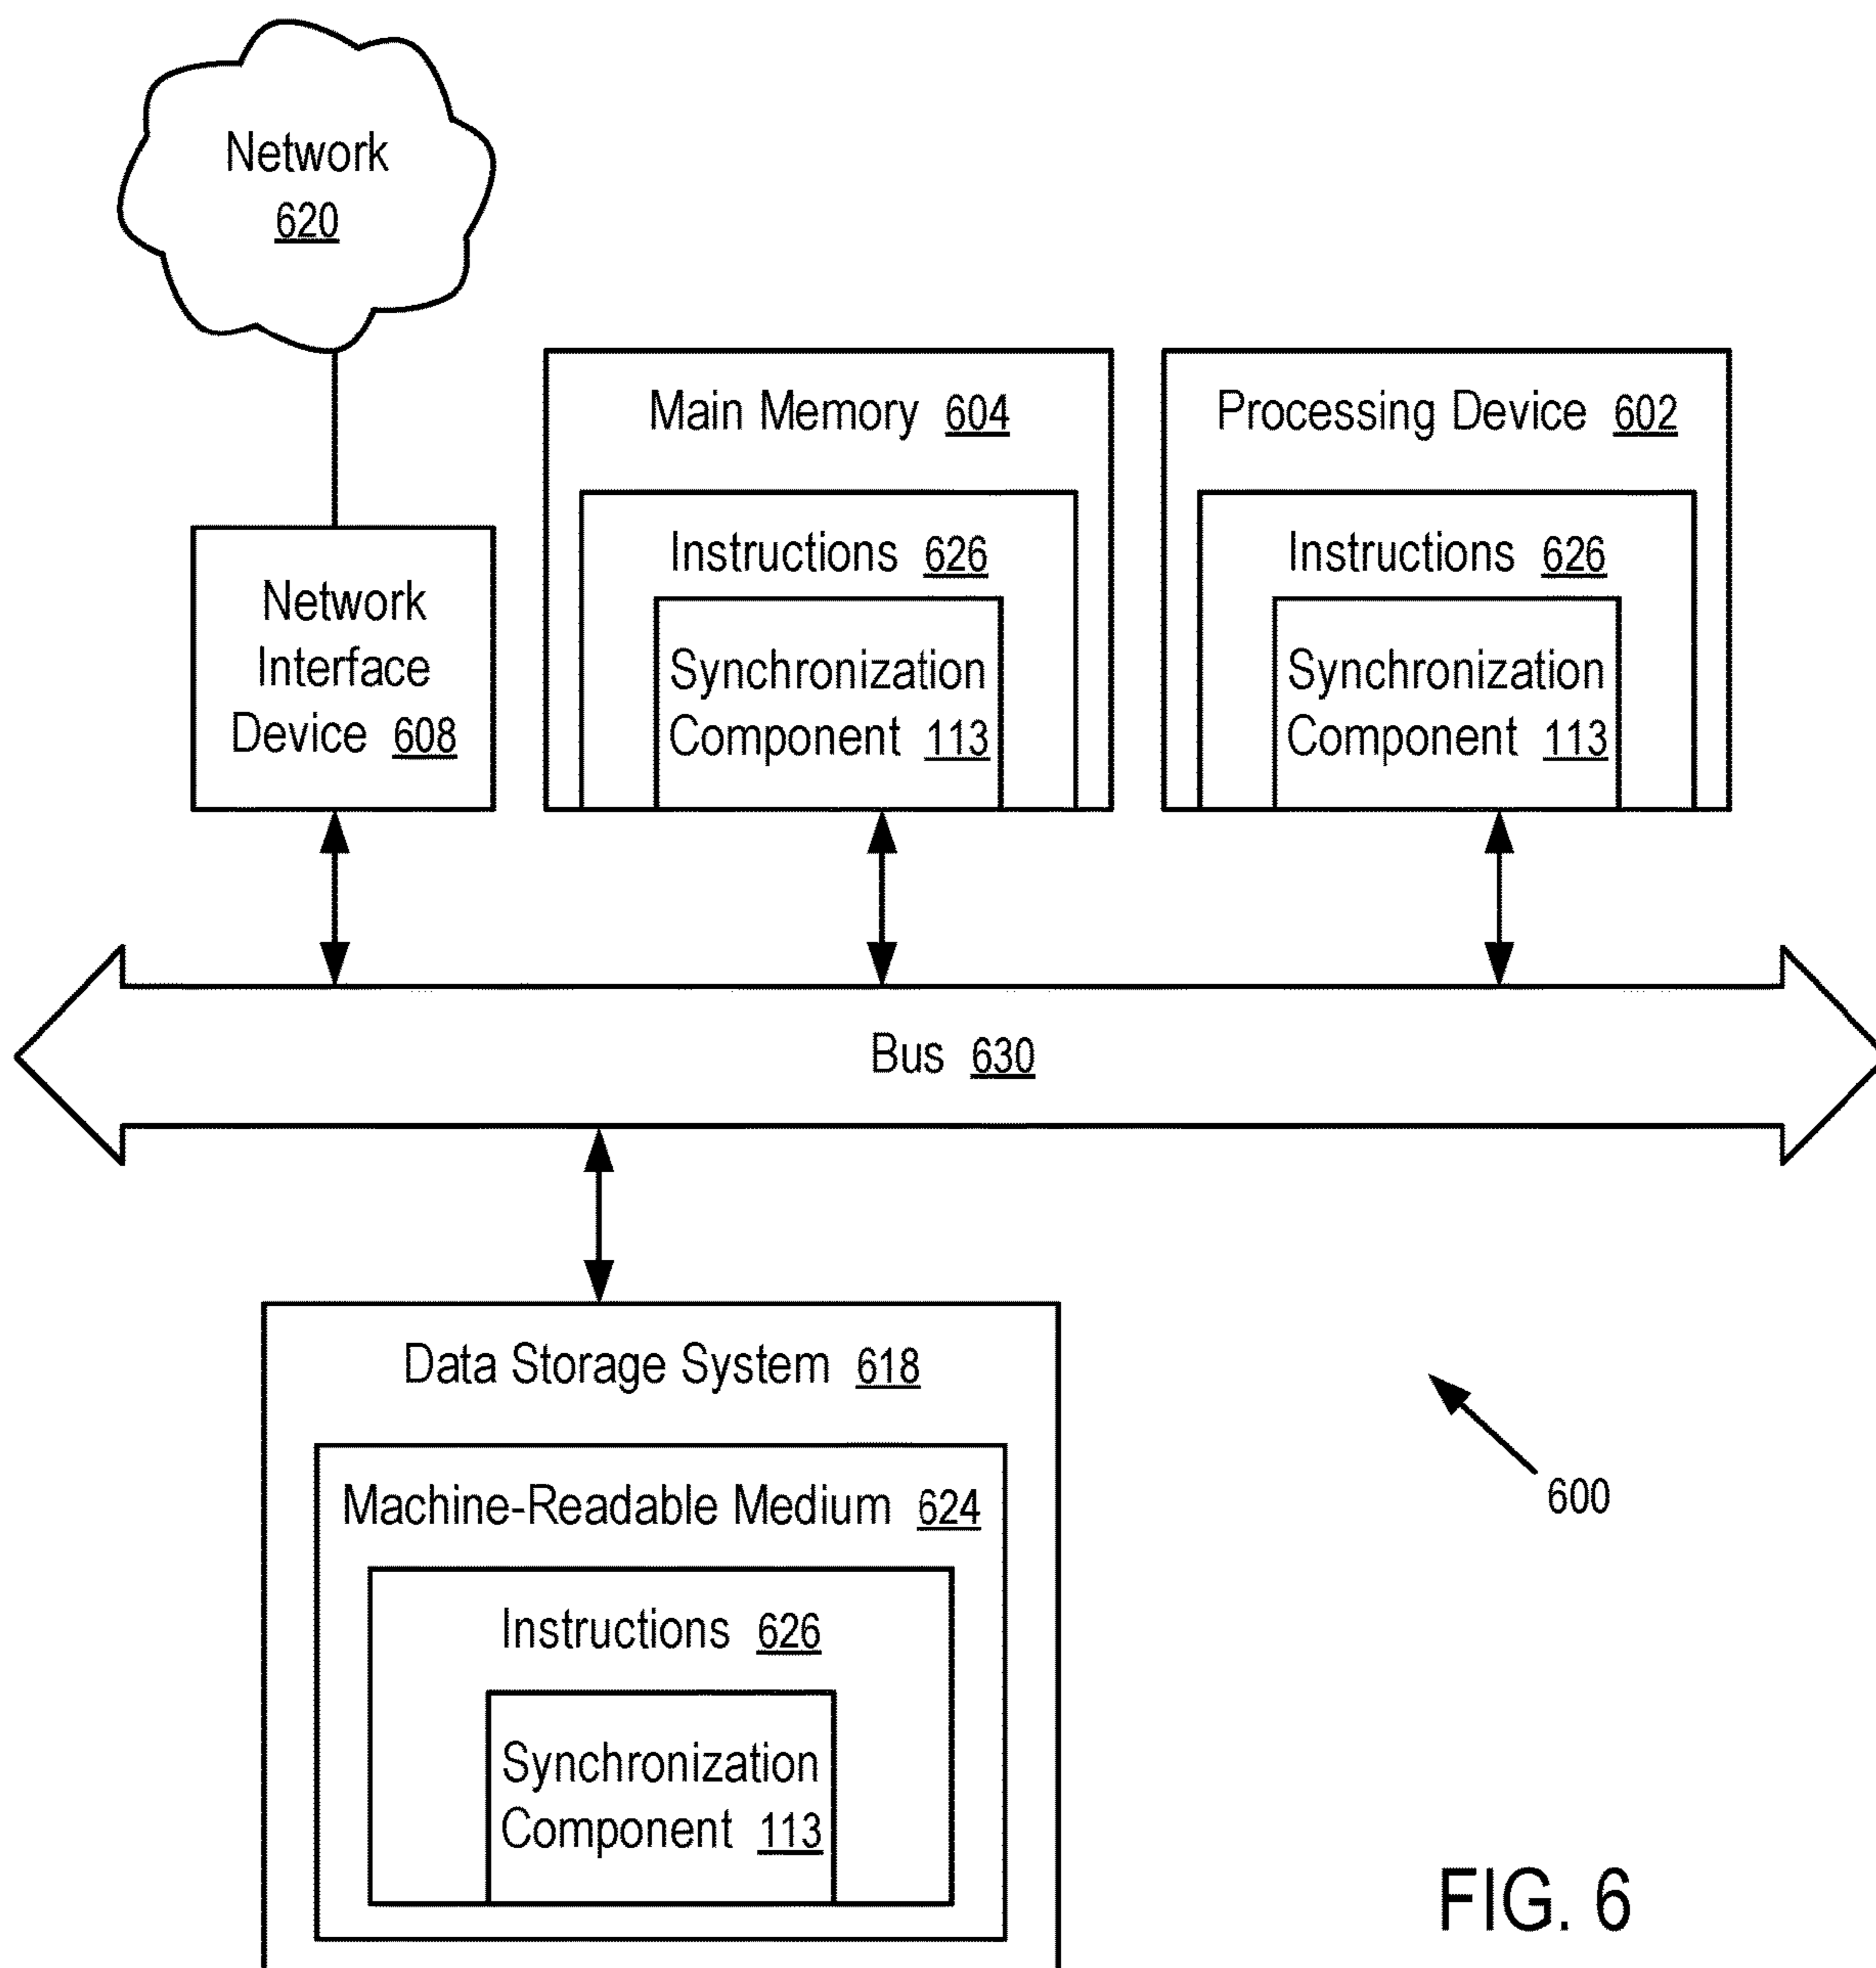 Network
620
Main Memory 604
Processing Device 602
Instructions 626
Instructions 626
Network
Interface
Device 608
Synchronization
Component 113
Synchronization
Component 113
Bus 630
Data Storage System 618
Machine-Readable Medium 624
600
Instructions 626
Synchronization
Component 113
FIG. 6